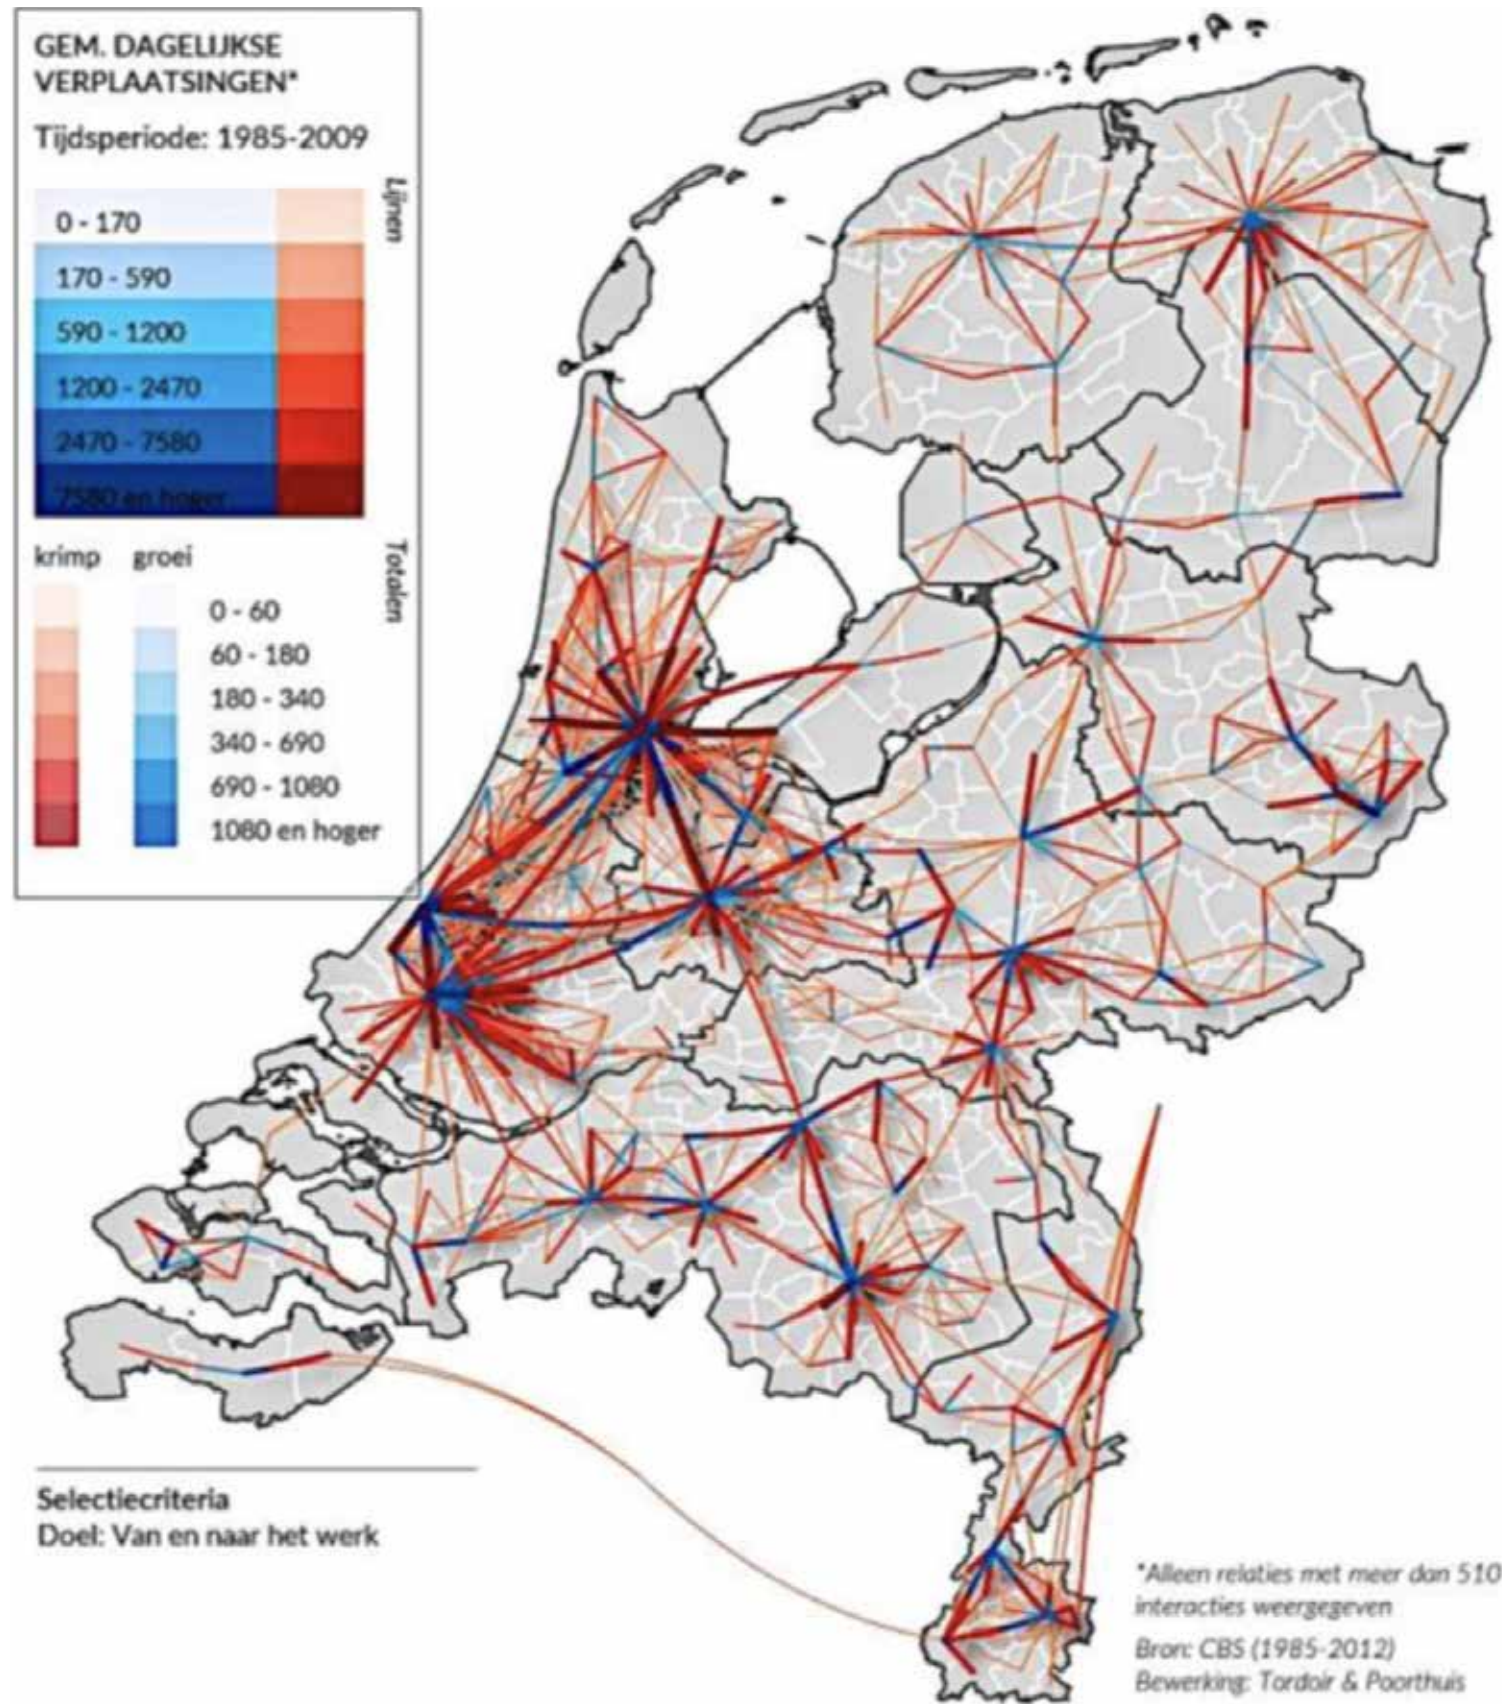 GEM. DAGELIJKSE
VERPLAATSINGEN*
Tijdsperiode: 1985-2009
Lijnen
0 - 170
170 - 590
590 - 1200
1200 - 2470
2470 - 7580
7580 en hoger
Totalen
krimp groei
0 - 60
60 - 180
180 - 340
340 - 690
690 - 1080
1080 en hoger
Selectiecriteria
Doel: Van en naar het werk
*Alleen relaties met meer dan 510
interacties weergegeven
Bron: CBS (1985-2012)
Bewerking: Tordoir & Poorthuis